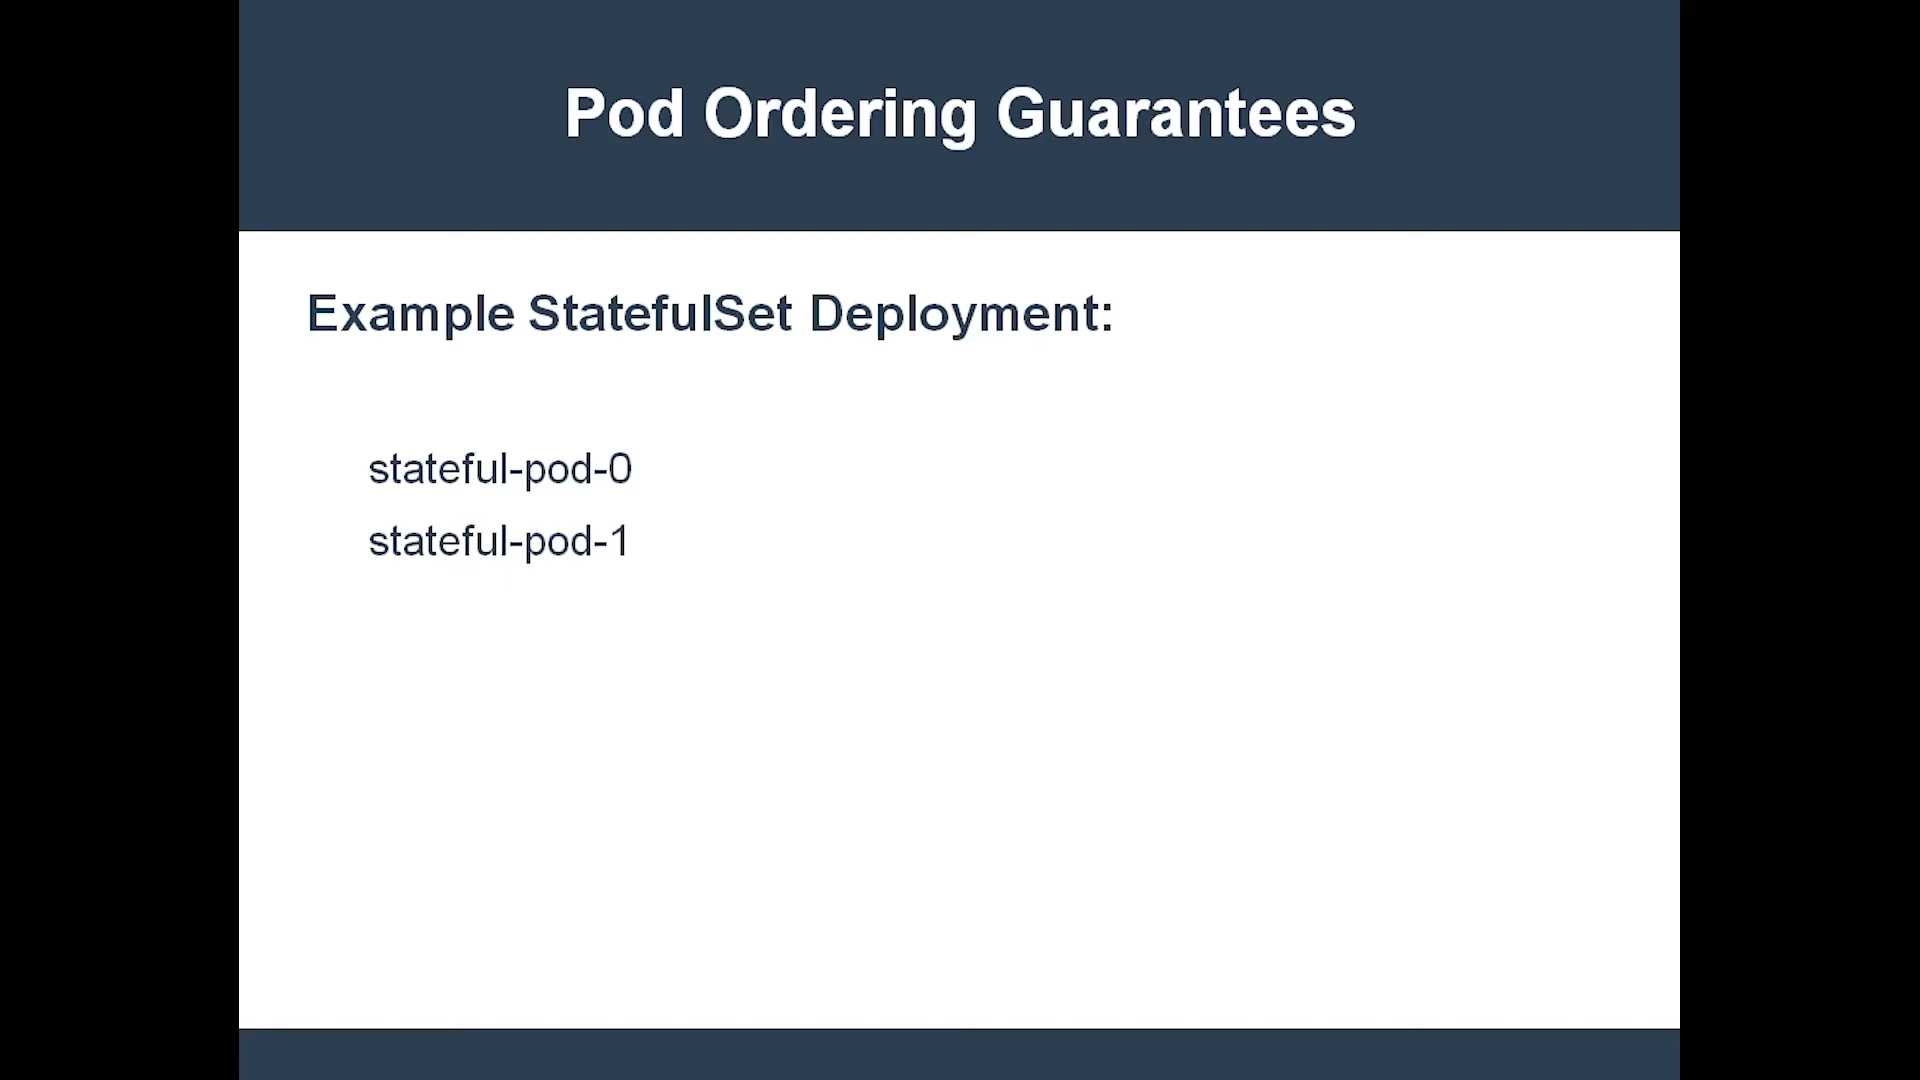 Pod Ordering Guarantees
Example StatefulSet Deployment:
stateful-pod-0
stateful-pod-1